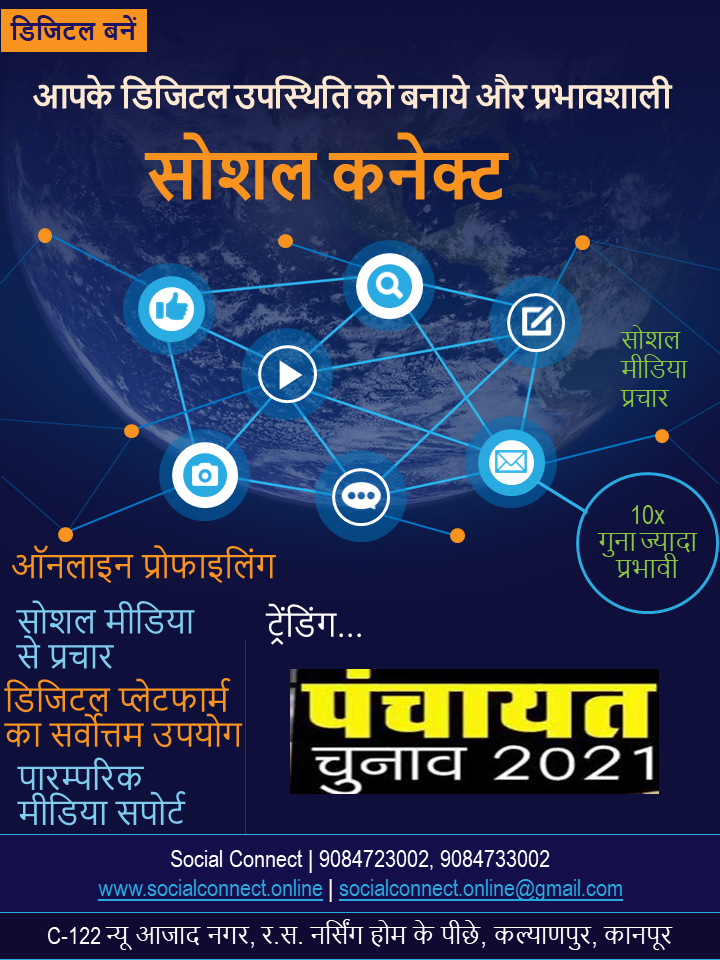 डिजिटल बनें
आपके डिजिटल उपस्थिति को बनाये और प्रभावशाली
सोशल कनेक्ट
सोशल
मीडिया
प्रचार
10x
गुना ज्यादा
प्रभावी
ऑनलाइन प्रोफाइलिंग
सोशल मीडिया
से प्रचार
डिजिटल प्लेटफार्म
का सर्वोत्तम उपयोग
पारम्परिक
मीडिया सपोर्ट
ट्रेंडिंग...
पंचायत
चुनाव 2021
Social Connect | 9084723002, 9084733002
www.socialconnect.online | socialconnect.online@gmail.com
C-122 न्यू आजाद नगर, र.स. नर्सिंग होम के पीछे, कल्याणपुर, कानपूर